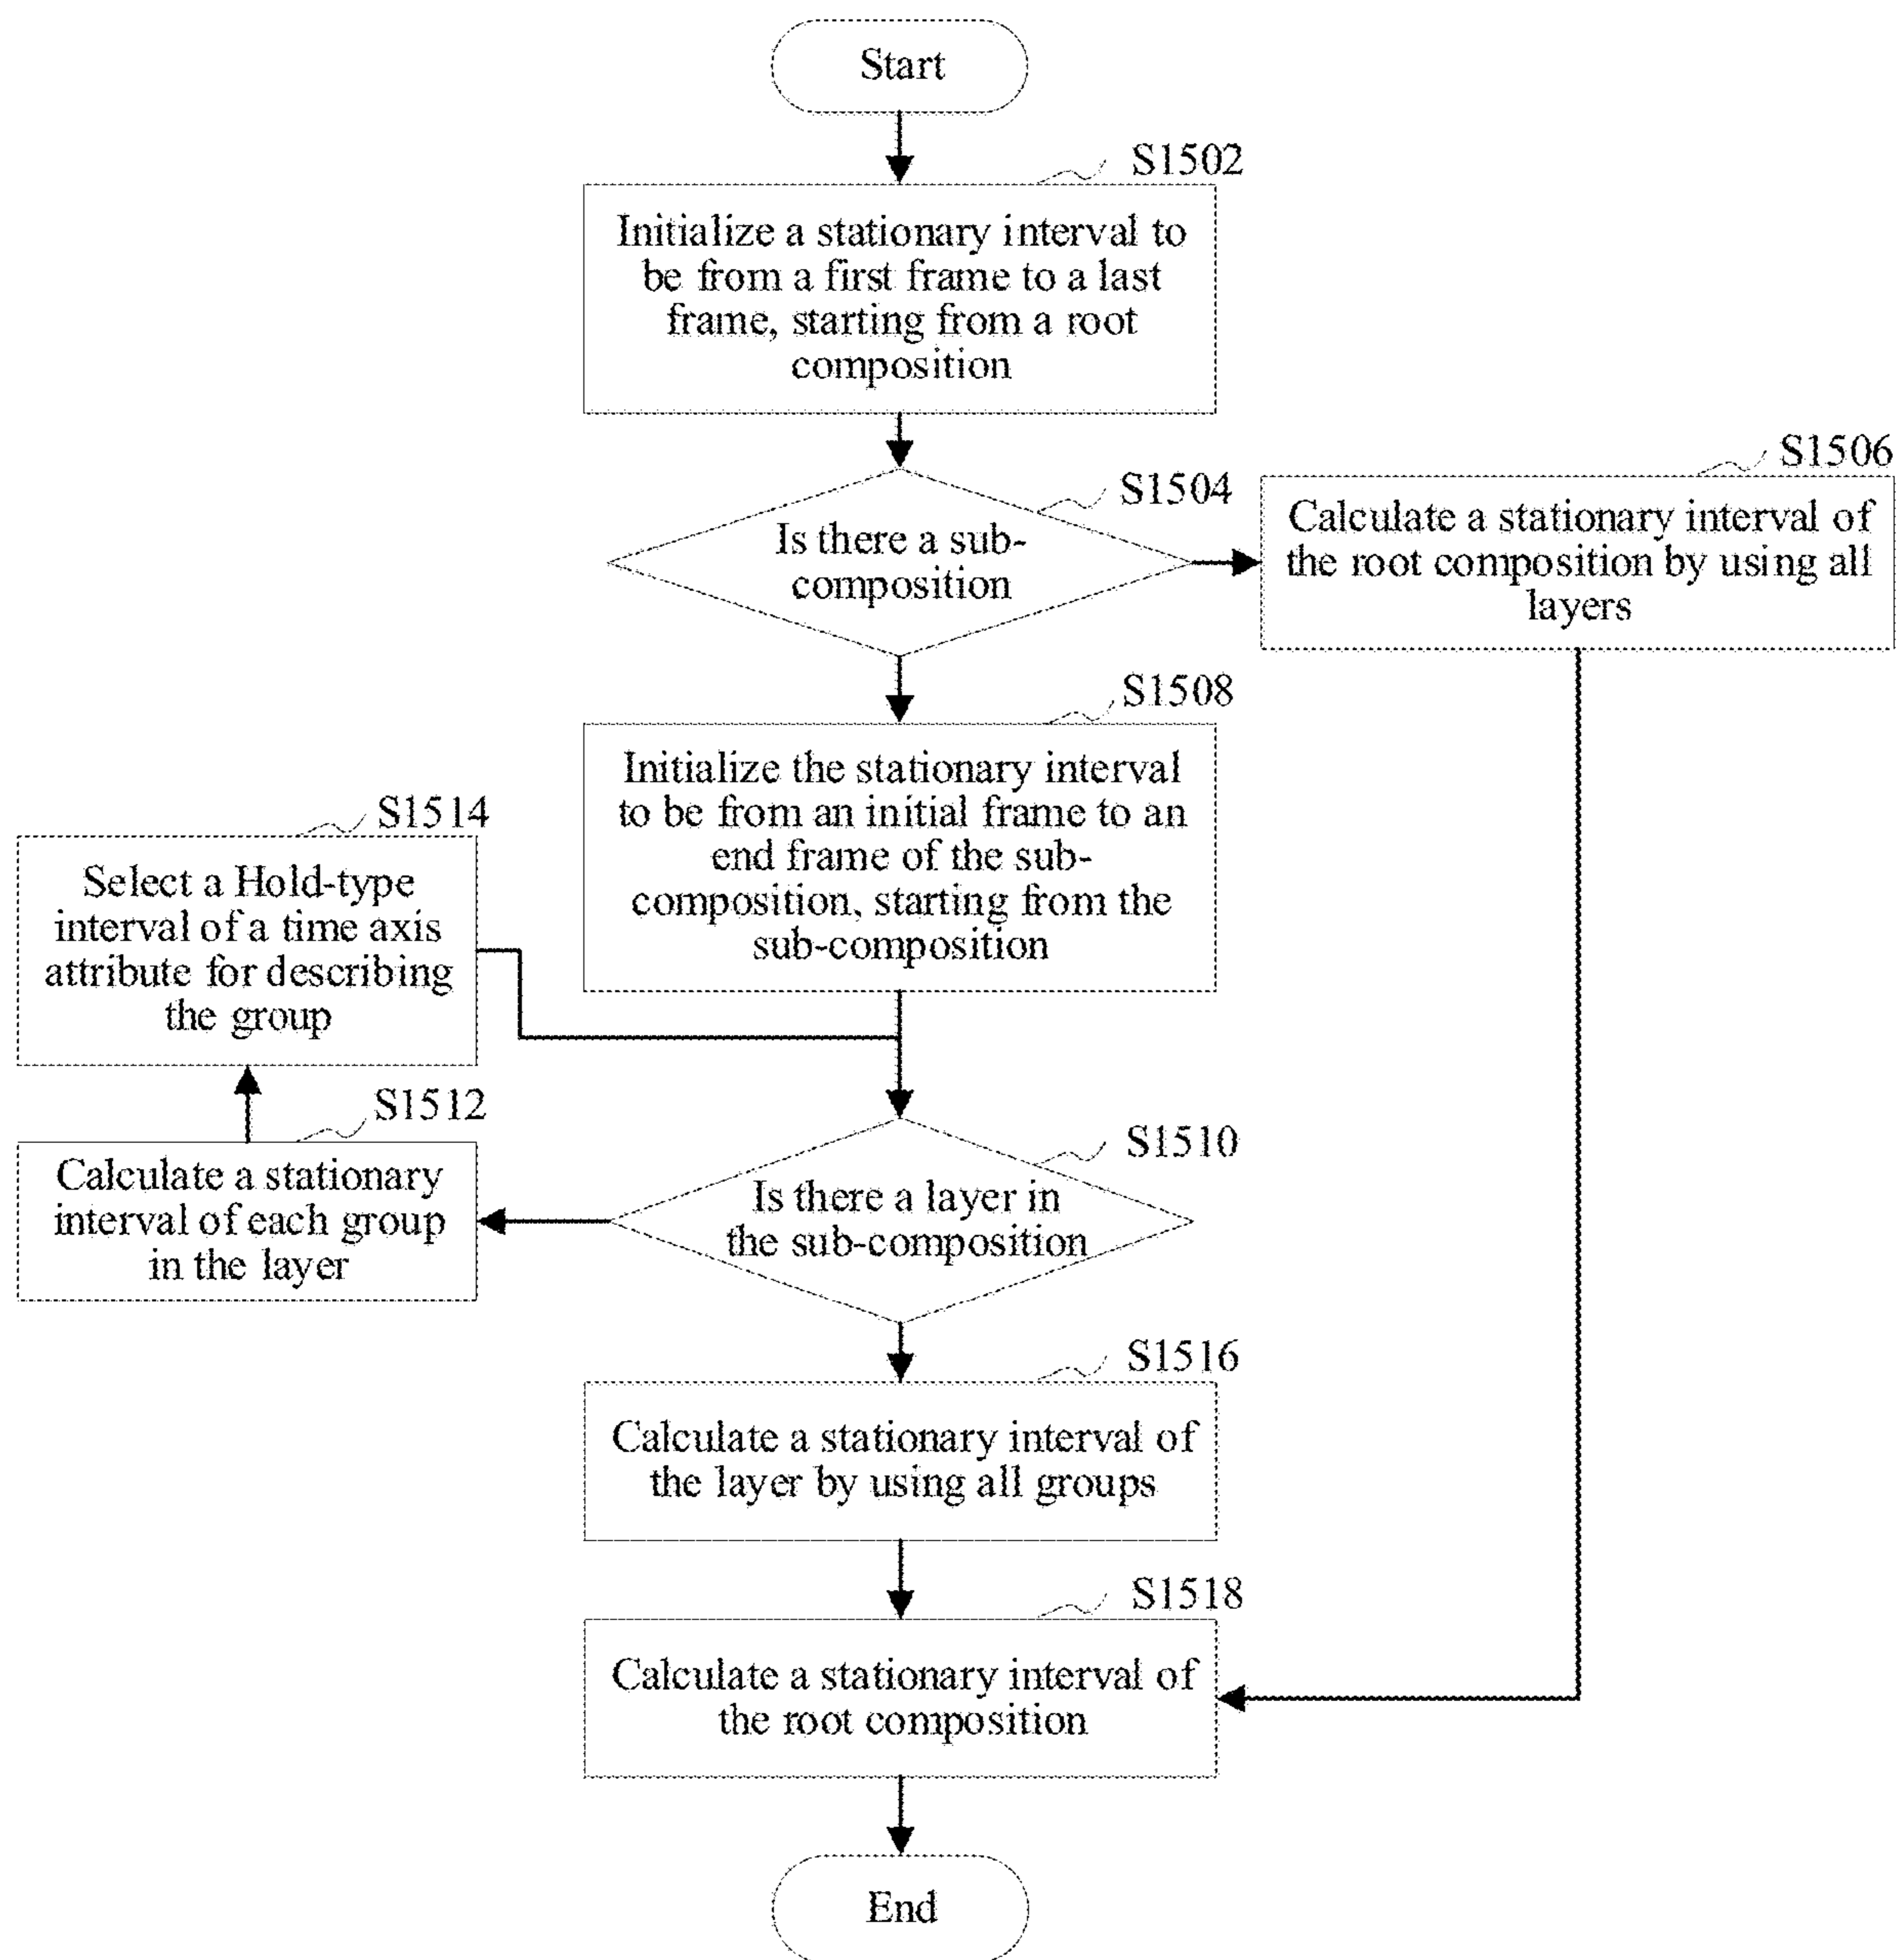 Start
S1502
Initialize a stationary interval to
be from a first frame to a last
frame, starting from a root
composition
S1504
Is there a sub-
composition
S1506
Calculate a stationary interval of
the root composition by using all
layers
S1508
Initialize the stationary interval
to be from an initial frame to an
end frame of the sub-
composition, starting from the
sub-composition
S1514
Select a Hold-type
interval of a time axis
attribute for describing
the group
S1512
Calculate a stationary
interval of each group
in the layer
S1510
Is there a layer in
the sub-composition
S1516
Calculate a stationary interval of
the layer by using all groups
S1518
Calculate a stationary interval of
the root composition
End